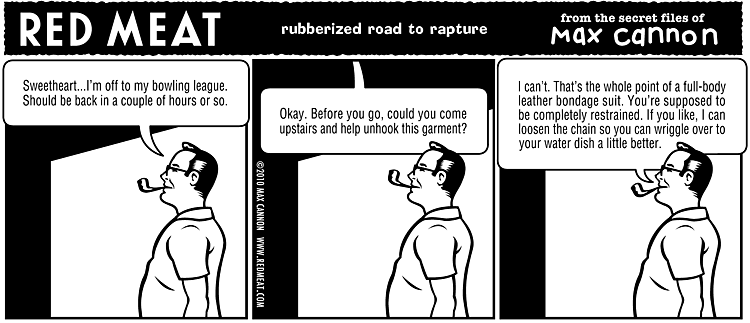 RED MEAT
rubberized road to rapture
from the secret files of
Max cannon
Sweetheart...I'm off to my bowling league.
Should be back in a couple of hours or so.
Okay. Before you go, could you come
upstairs and help unhook this garment?
I can't. That's the whole point of a full-body
leather bondage suit. You're supposed to
be completely restrained. If you like, I can
loosen the chain so you can wriggle over to
your water dish a little better.
©2010 MAX CANNON WWW.REDMEAT.COM